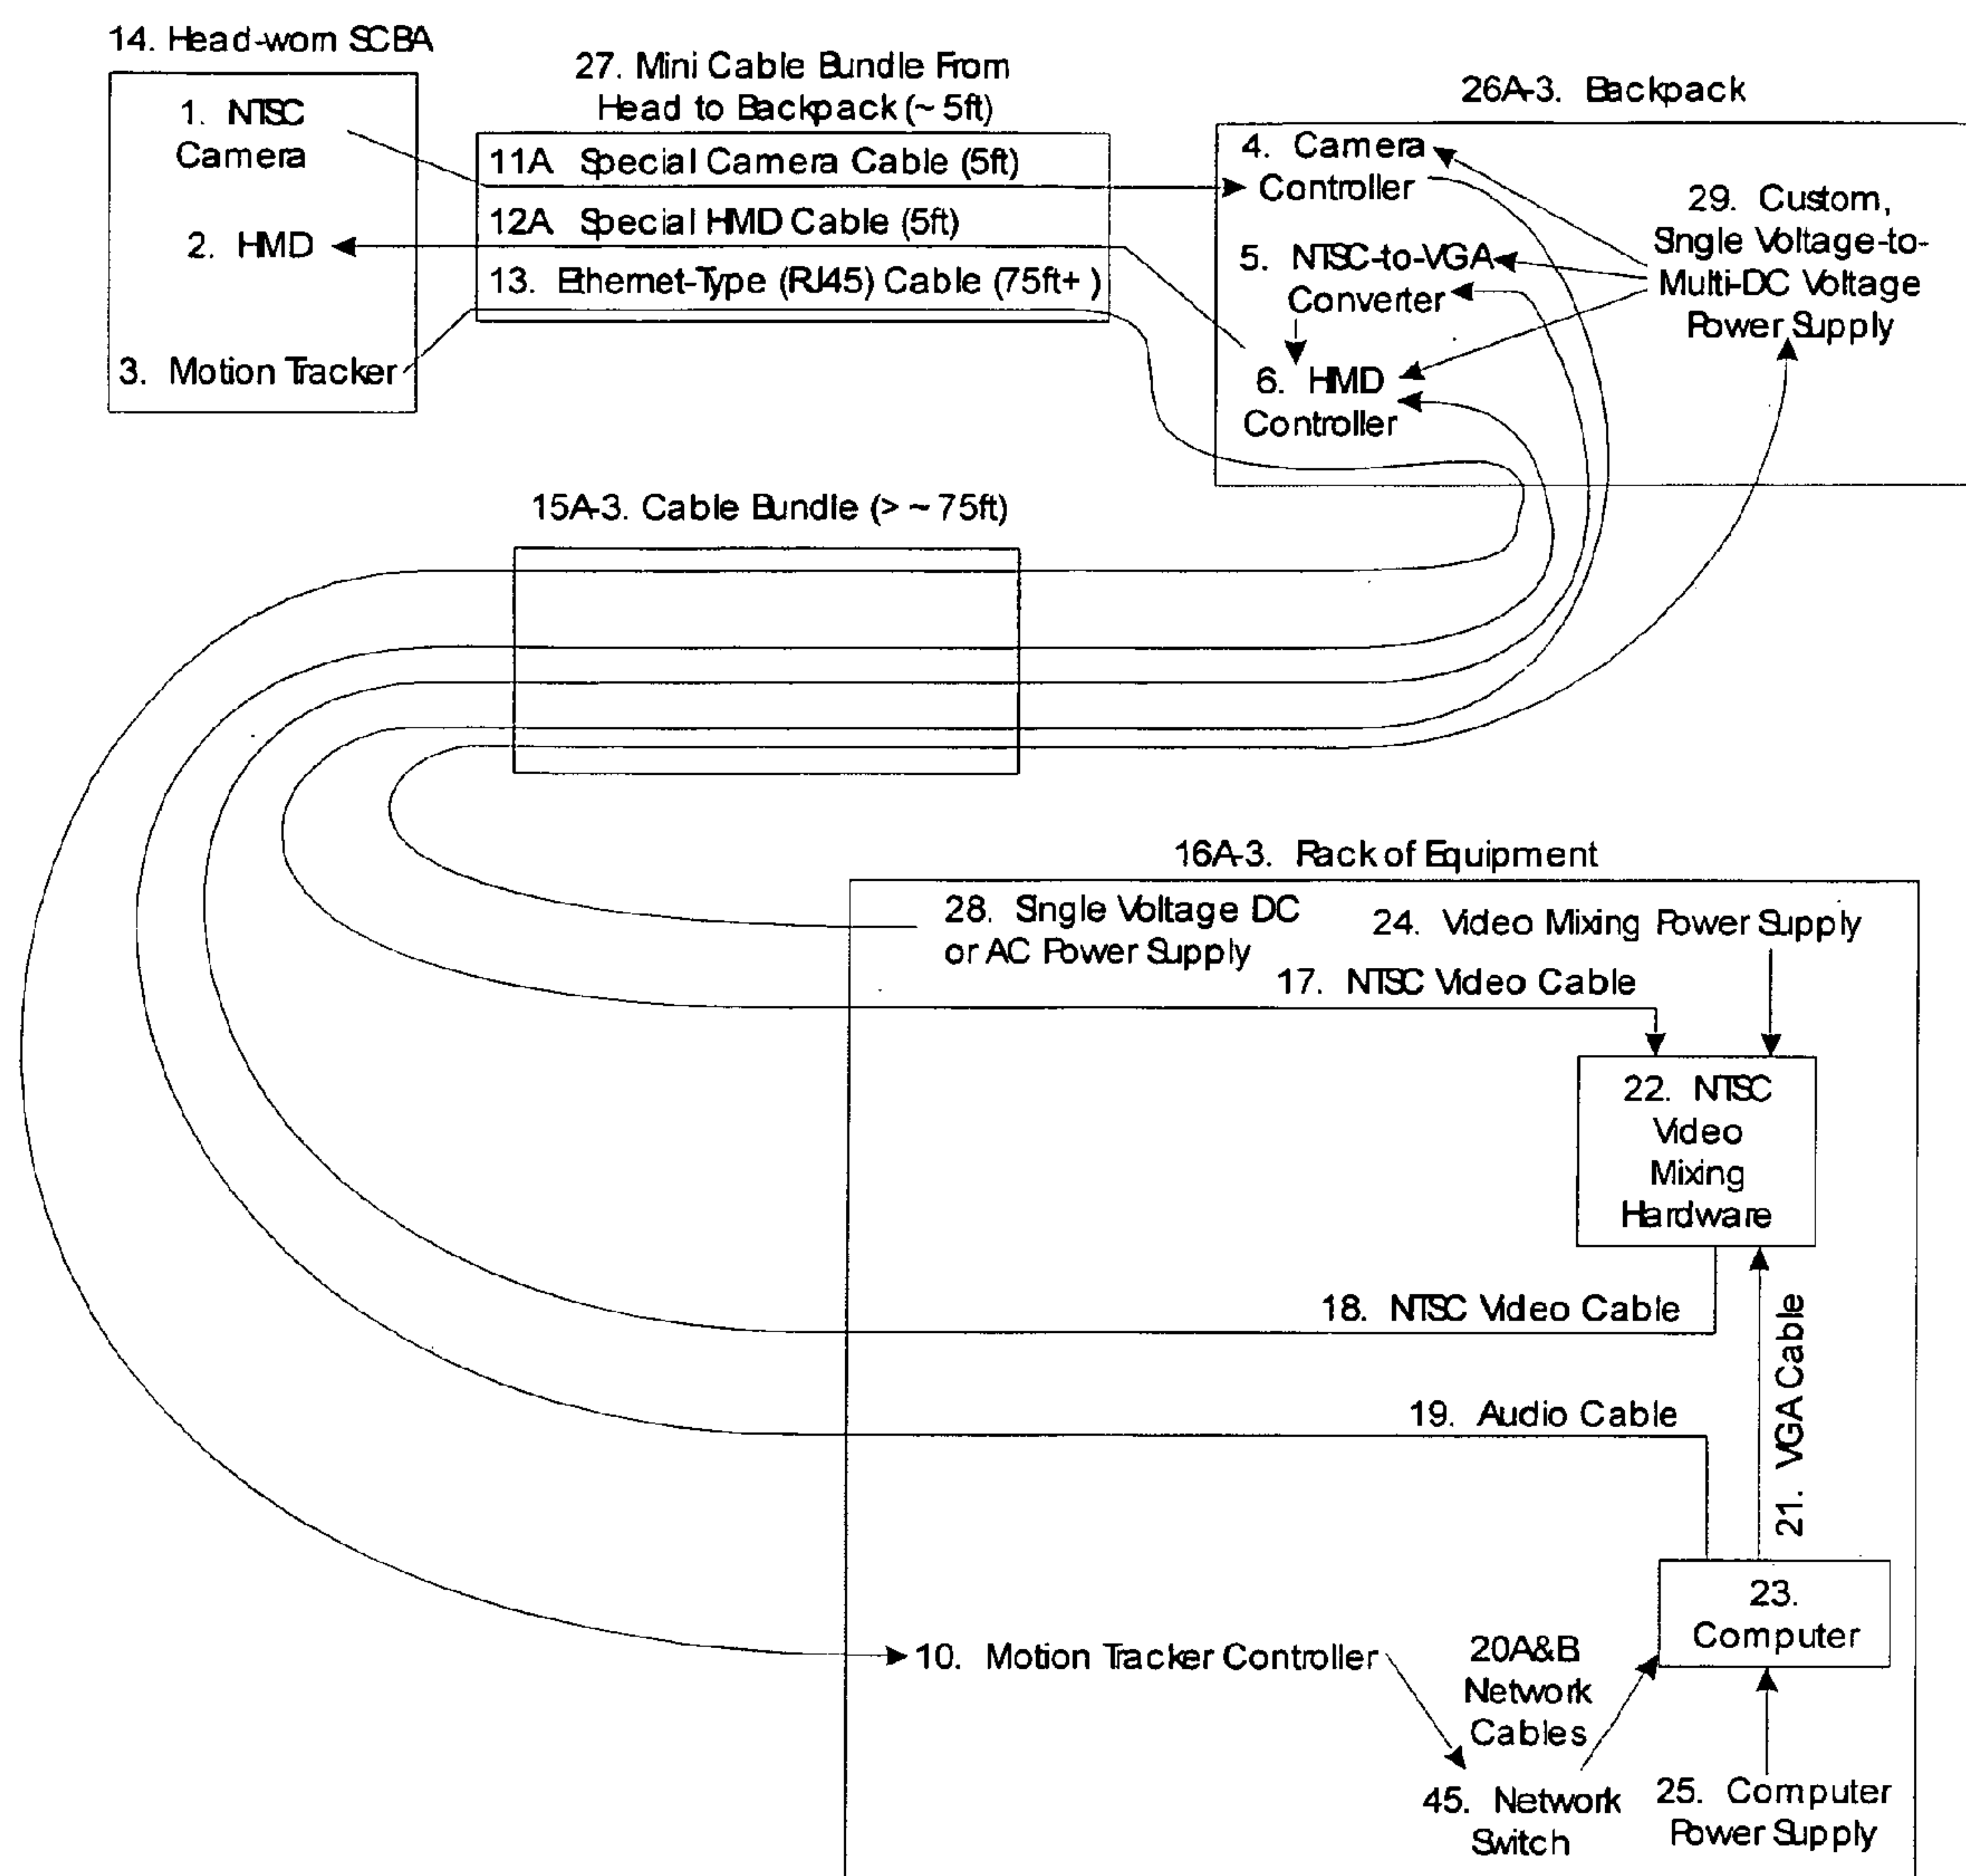 14. Head-worn SCBA
1. NTSC
Camera
2. HMD
3. Motion Tracker
27. Mini Cable Bundle From
Head to Backpack (~ 5ft)
11A Special Camera Cable (5ft)
12A Special HMD Cable (5ft)
13. Ethernet-Type (RJ45) Cable (75ft+ )
26A-3. Backpack
4. Camera
Controller
5. NTSC-to-VGA
Converter
6. HMD
Controller
29. Custom,
Single Voltage-to-
Multi-DC Voltage
Power Supply
15A-3. Cable Bundle (> ~ 75ft)
16A-3. Rack of Equipment
28. Single Voltage DC
or AC Power Supply
24. Video Mixing Power Supply
17. NTSC Video Cable
22. NTSC
Video
Mixing
Hardware
18. NTSC Video Cable
21. VGA Cable
19. Audio Cable
23.
Computer
10. Motion Tracker Controller
20A&B
Network
Cables
45. Network
Switch
25. Computer
Power Supply